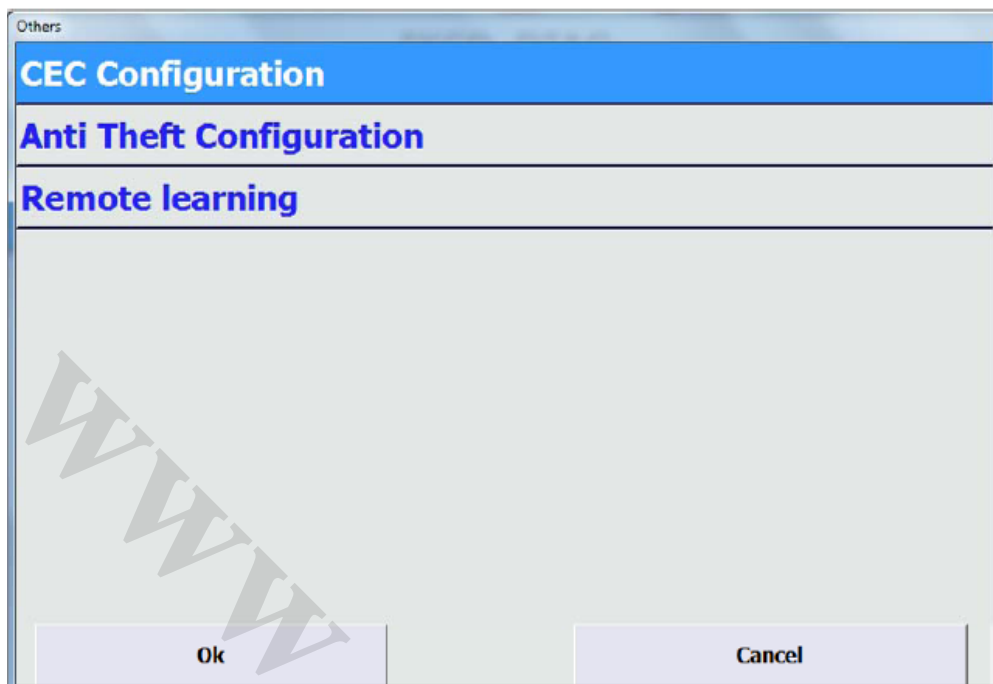 Others
CEC Configuration
Anti Theft Configuration
Remote learning
WWW
Ok
Cancel